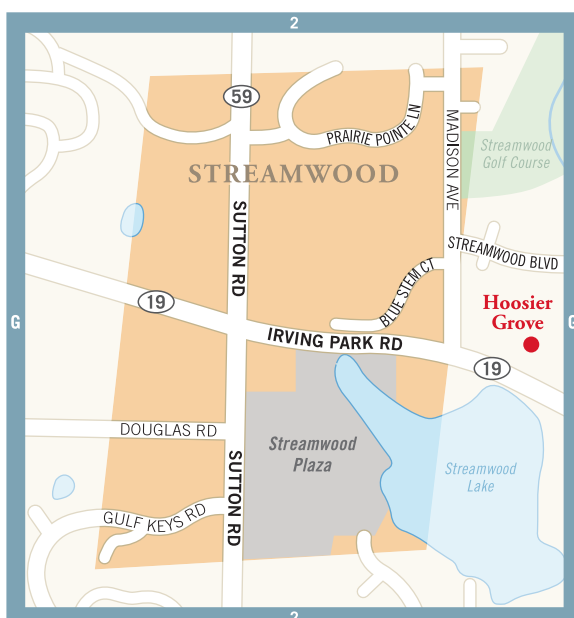 2
59
PRAIRIE POINTE LN
MADISON AVE
Streamwood
Golf Course
STREAMWOOD
SUTTON RD
STREAMWOOD BLVD
BLUE STEM CT
19
Hoosier
Grove
G
G
IRVING PARK RD
19
DOUGLAS RD
Streamwood
Plaza
Streamwood
Lake
SUTTON RD
GULF KEYS RD
2